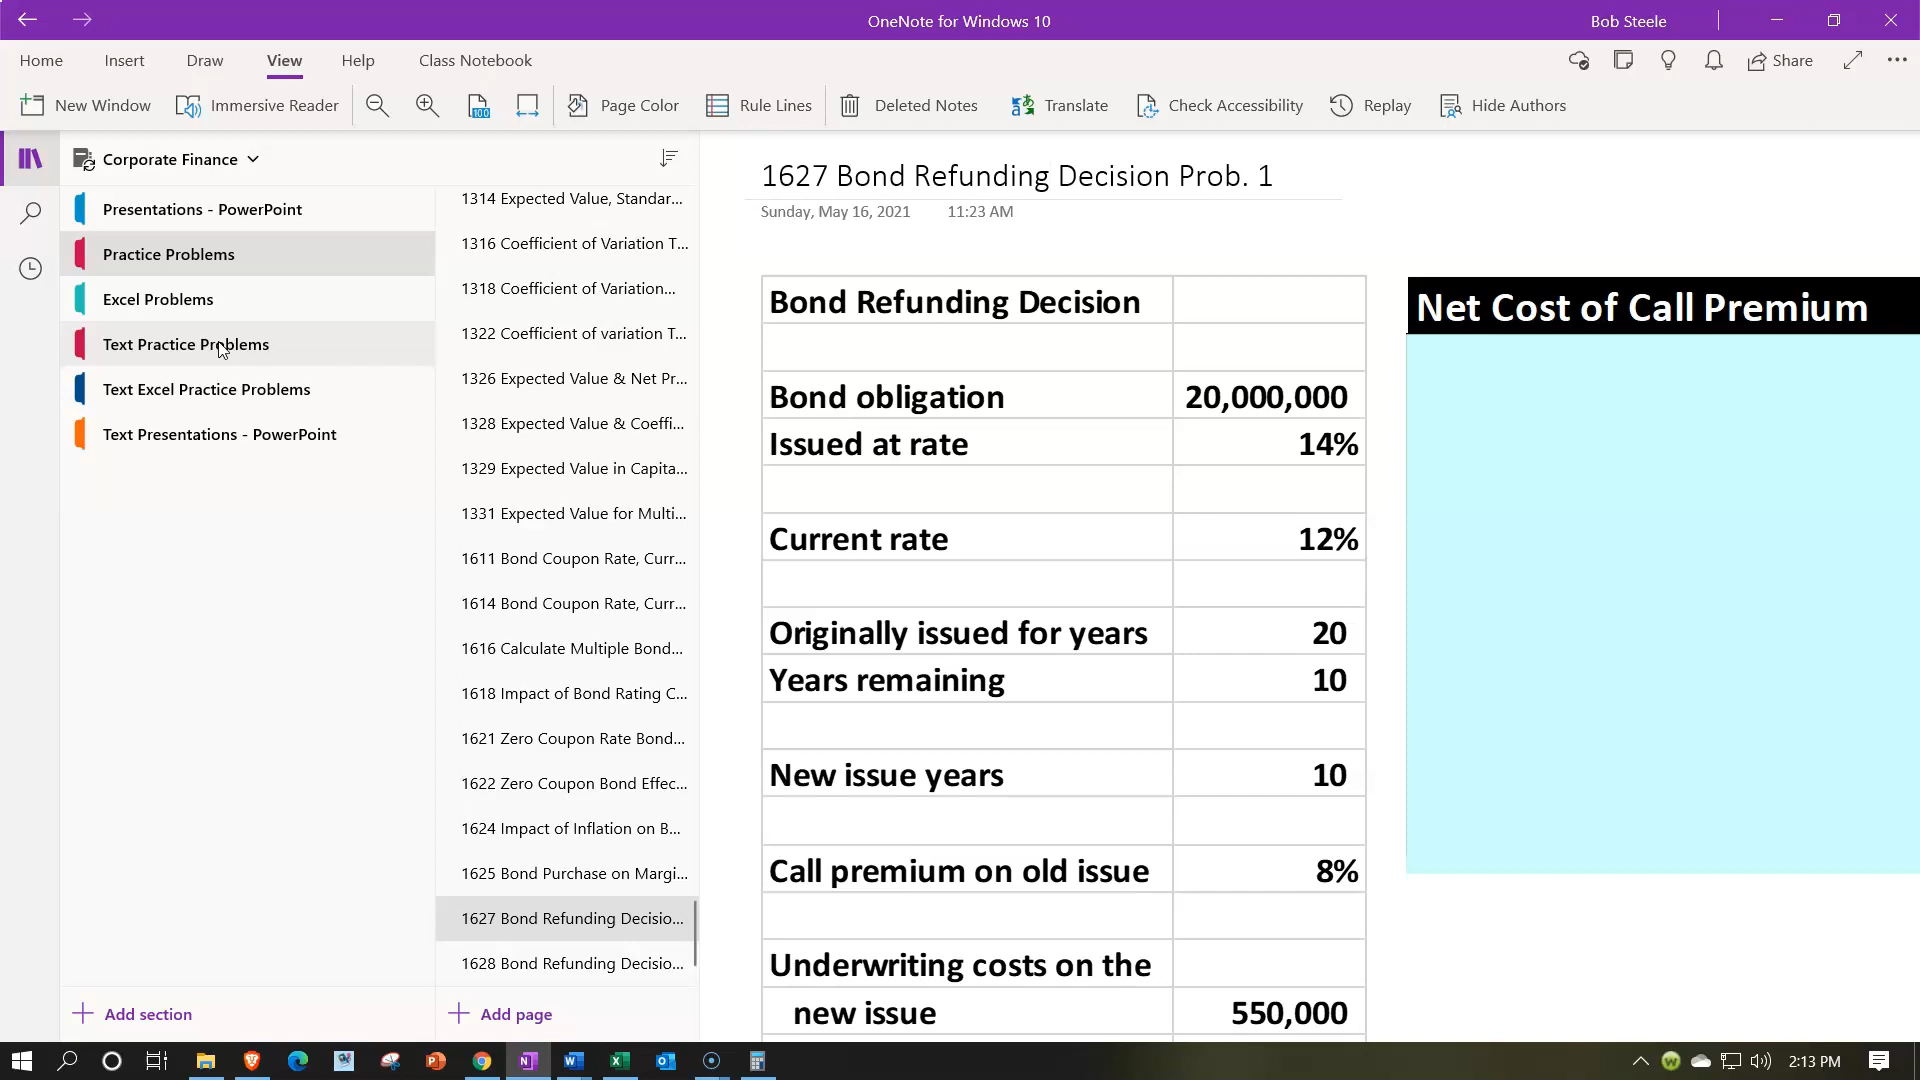 OneNote for Windows 10
Bob Steele
Home
Insert
Draw
View
Help
Class Notebook
Share
New Window
Immersive Reader
100
Page Color
Rule Lines
Deleted Notes
Translate
Check Accessibility
Replay
Hide Authors
Corporate Finance
Presentations - PowerPoint
Practice Problems
Excel Problems
Text Practice Problems
Text Excel Practice Problems
Text Presentations - PowerPoint
Add section
1314 Expected Value, Standar...
1316 Coefficient of Variation T...
1318 Coefficient of Variation...
1322 Coefficient of variation T...
1326 Expected Value & Net Pr...
1328 Expected Value & Coeffi...
1329 Expected Value in Capita...
1331 Expected Value for Multi...
1611 Bond Coupon Rate, Curr...
1614 Bond Coupon Rate, Curr...
1616 Calculate Multiple Bond...
1618 Impact of Bond Rating C...
1621 Zero Coupon Rate Bond...
1622 Zero Coupon Bond Effec...
1624 Impact of Inflation on B...
1625 Bond Purchase on Margi...
1627 Bond Refunding Decisio...
1628 Bond Refunding Decisio...
Add page
1627 Bond Refunding Decision Prob. 1
Sunday, May 16, 2021 11:23 AM
Bond Refunding Decision
Bond obligation 20,000,000
Issued at rate 14%
Current rate 12%
Originally issued for years 20
Years remaining 10
New issue years 10
Call premium on old issue 8%
Underwriting costs on the
new issue 550,000
Net Cost of Call Premium
2:13 PM